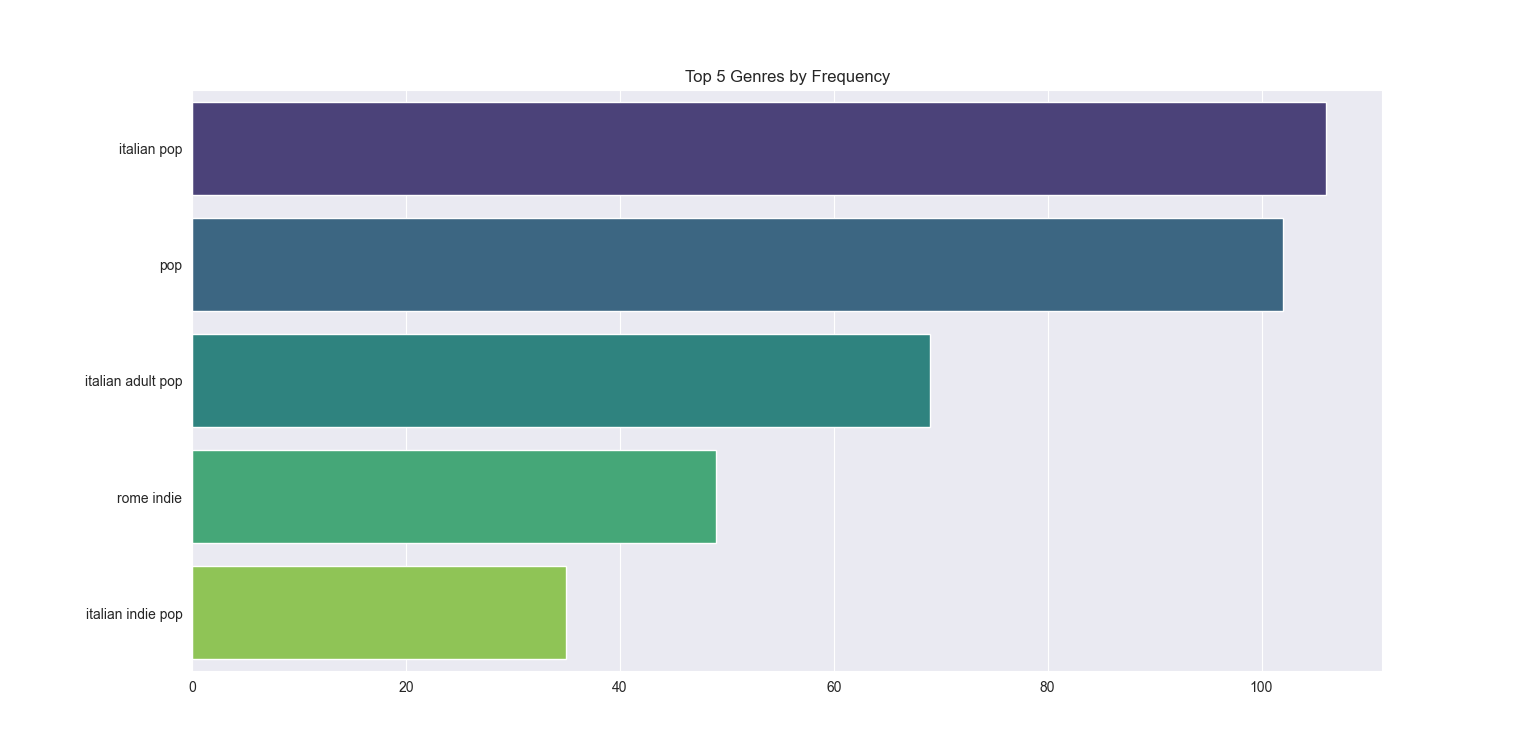 Top 5 Genres by Frequency
italian pop
pop
italian adult pop
rome indie
italian indie pop
0 20 40 60 80 100